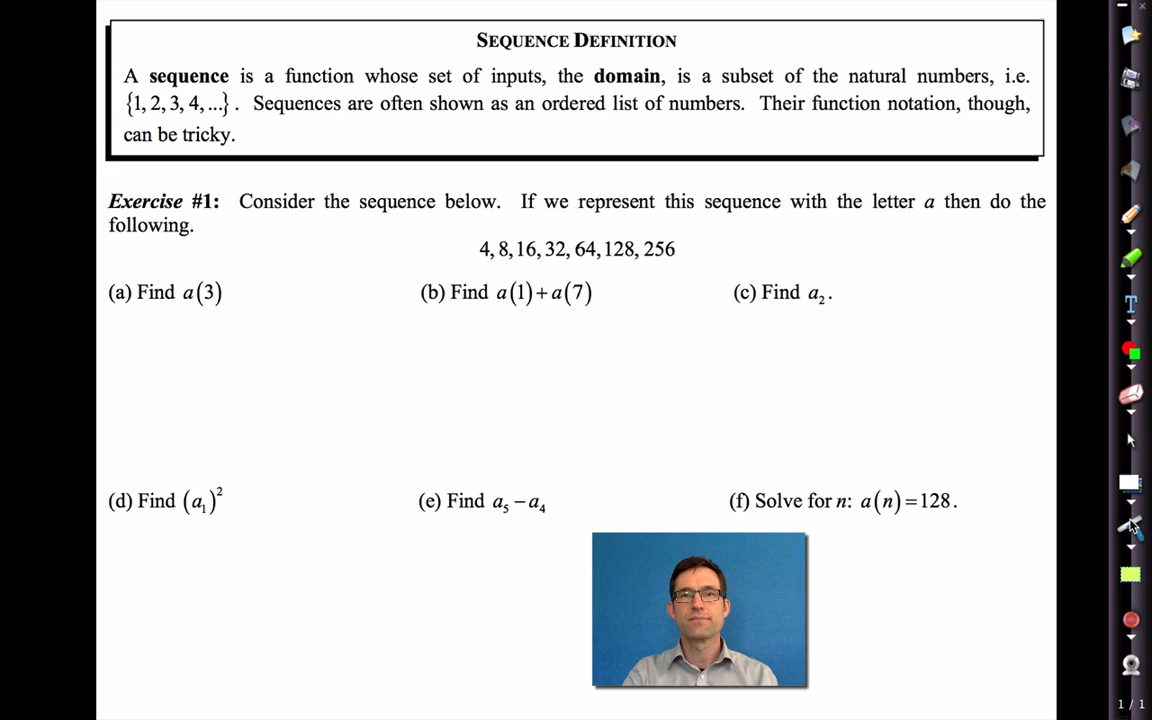 SEQUENCE DEFINITION
A sequence is a function whose set of inputs, the domain, is a subset of the natural numbers, i.e.
{1, 2, 3, 4, ...}. Sequences are often shown as an ordered list of numbers. Their function notation, though,
can be tricky.
Exercise #1: Consider the sequence below. If we represent this sequence with the letter a then do the
following.
4, 8, 16, 32, 64, 128, 256
(a) Find a(3) (b) Find a(1)+a(7) (c) Find a₂.
(d) Find (a₁)² (e) Find a₅ − a₄ (f) Solve for n: a(n)=128.
T
1 / 1